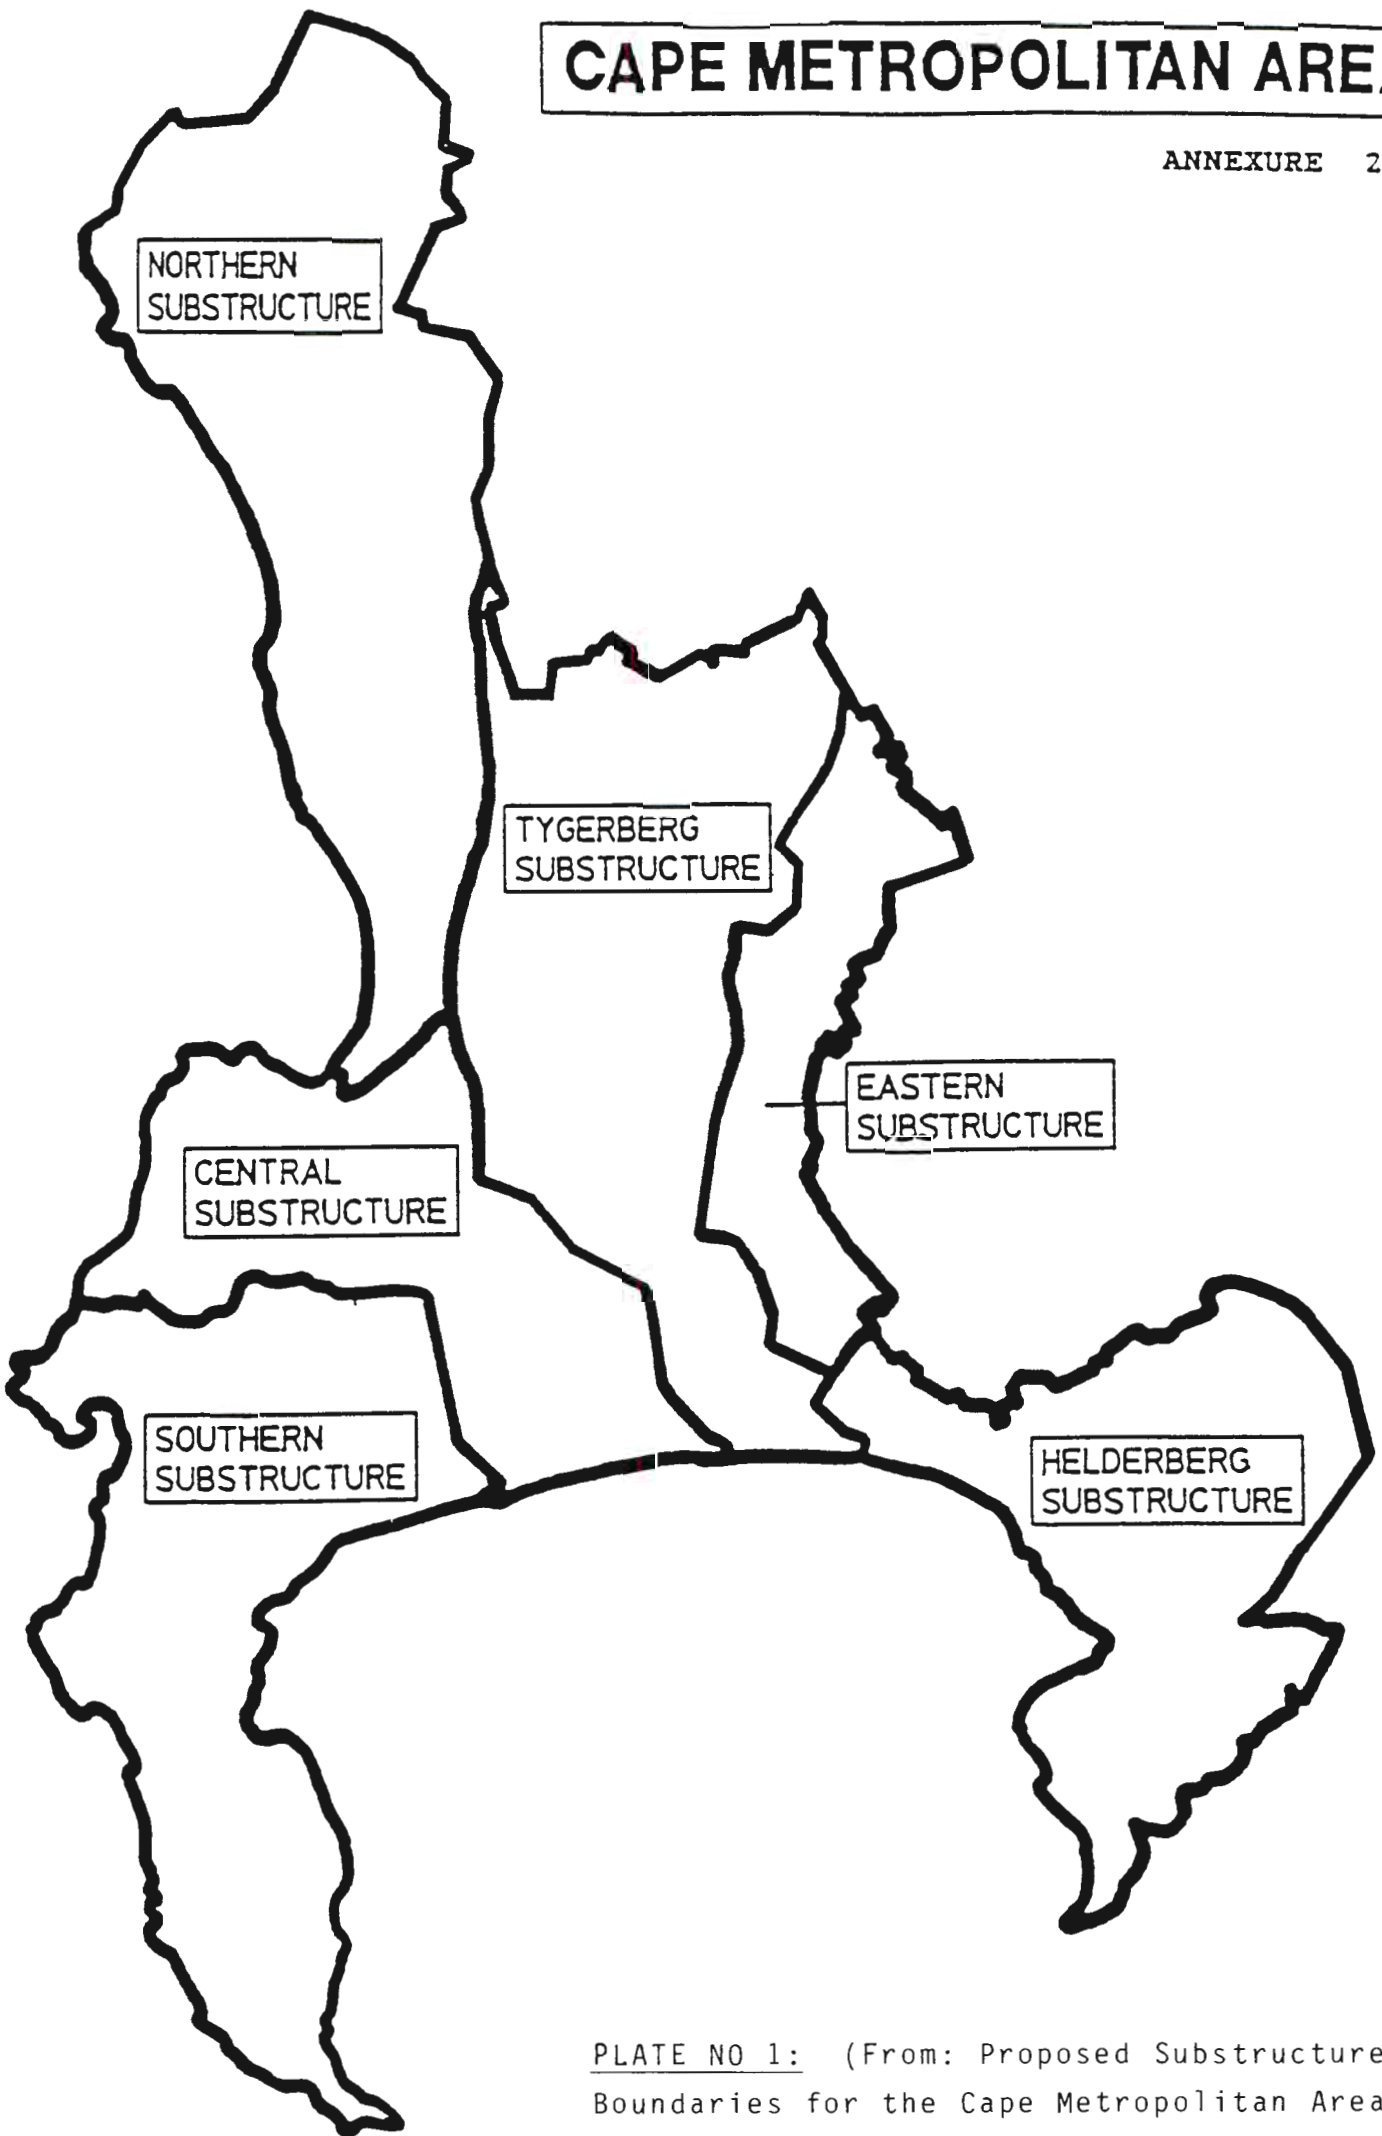 CAPE METROPOLITAN AREA
ANNEXURE 2
NORTHERN
SUBSTRUCTURE
TYGERBERG
SUBSTRUCTURE
EASTERN
SUBSTRUCTURE
CENTRAL
SUBSTRUCTURE
SOUTHERN
SUBSTRUCTURE
HELDERBERG
SUBSTRUCTURE
PLATE NO 1: (From: Proposed Substructure
Boundaries for the Cape Metropolitan Area